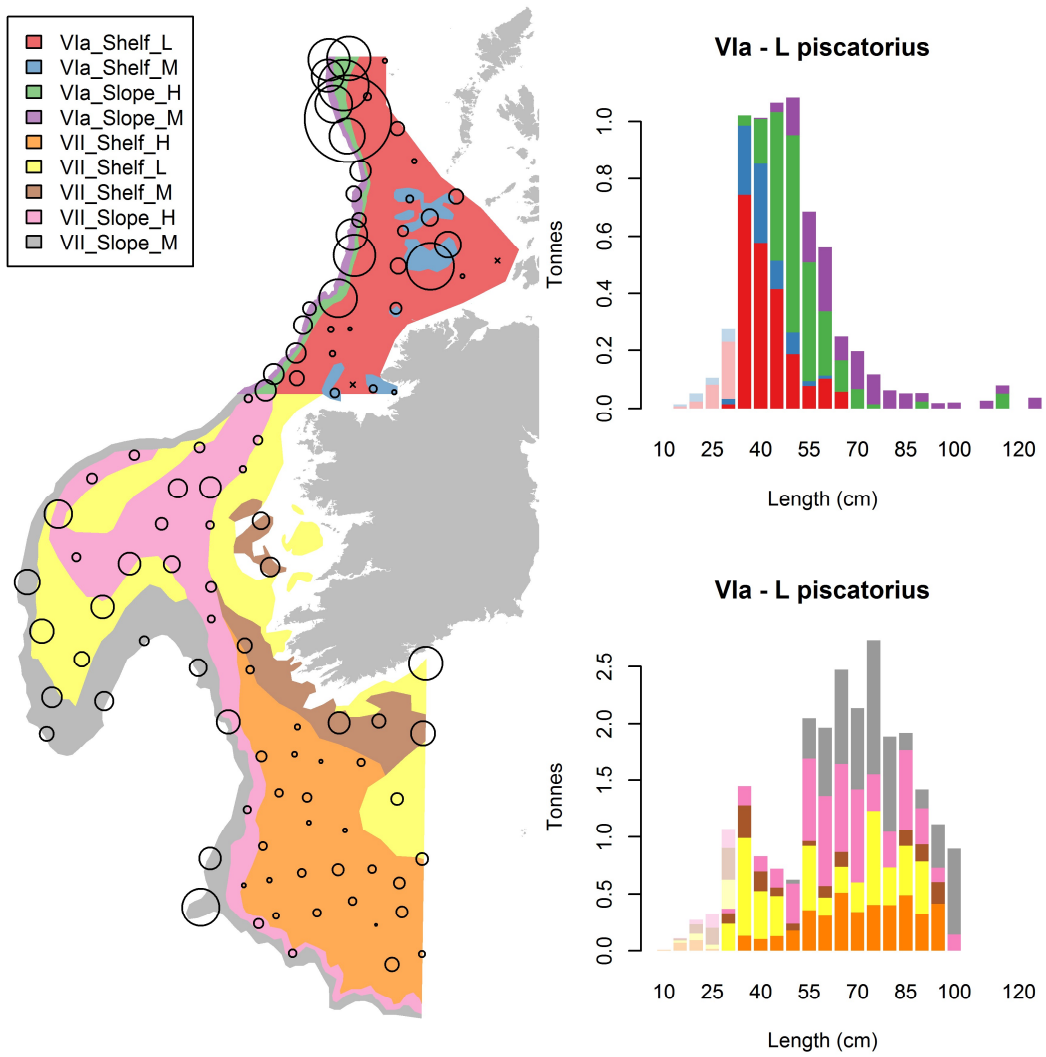 VIa_Shelf_L
VIa_Shelf_M
VIa_Slope_H
VIa_Slope_M
VII_Shelf_H
VII_Shelf_L
VII_Shelf_M
VII_Slope_H
VII_Slope_M
VIa - L piscatorius
Tonnes
0.0 0.2 0.4 0.6 0.8 1.0
10 25 40 55 70 85 100 120
Length (cm)
VIa - L piscatorius
Tonnes
0.0 0.5 1.0 1.5 2.0 2.5
10 25 40 55 70 85 100 120
Length (cm)